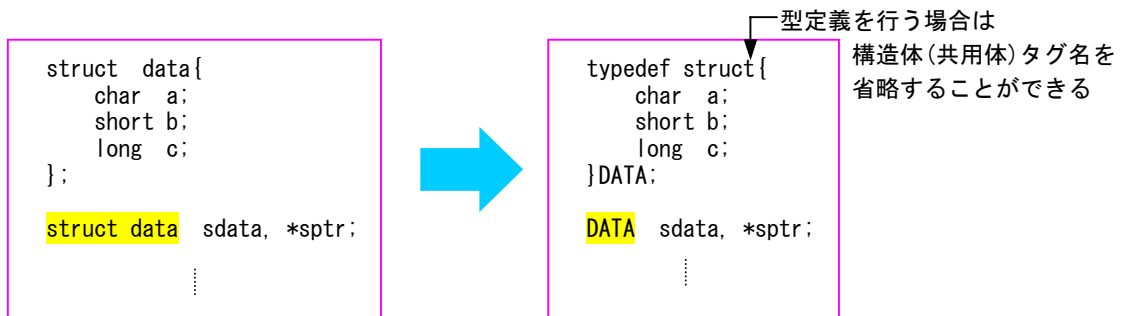 型定義を行う場合は
構造体(共用体)タグ名を
省略することができる
struct  data{
    char  a;
    short b;
    long  c;
};
struct data  sdata, *sptr;
typedef struct{
    char  a;
    short b;
    long  c;
}DATA;
DATA  sdata, *sptr;